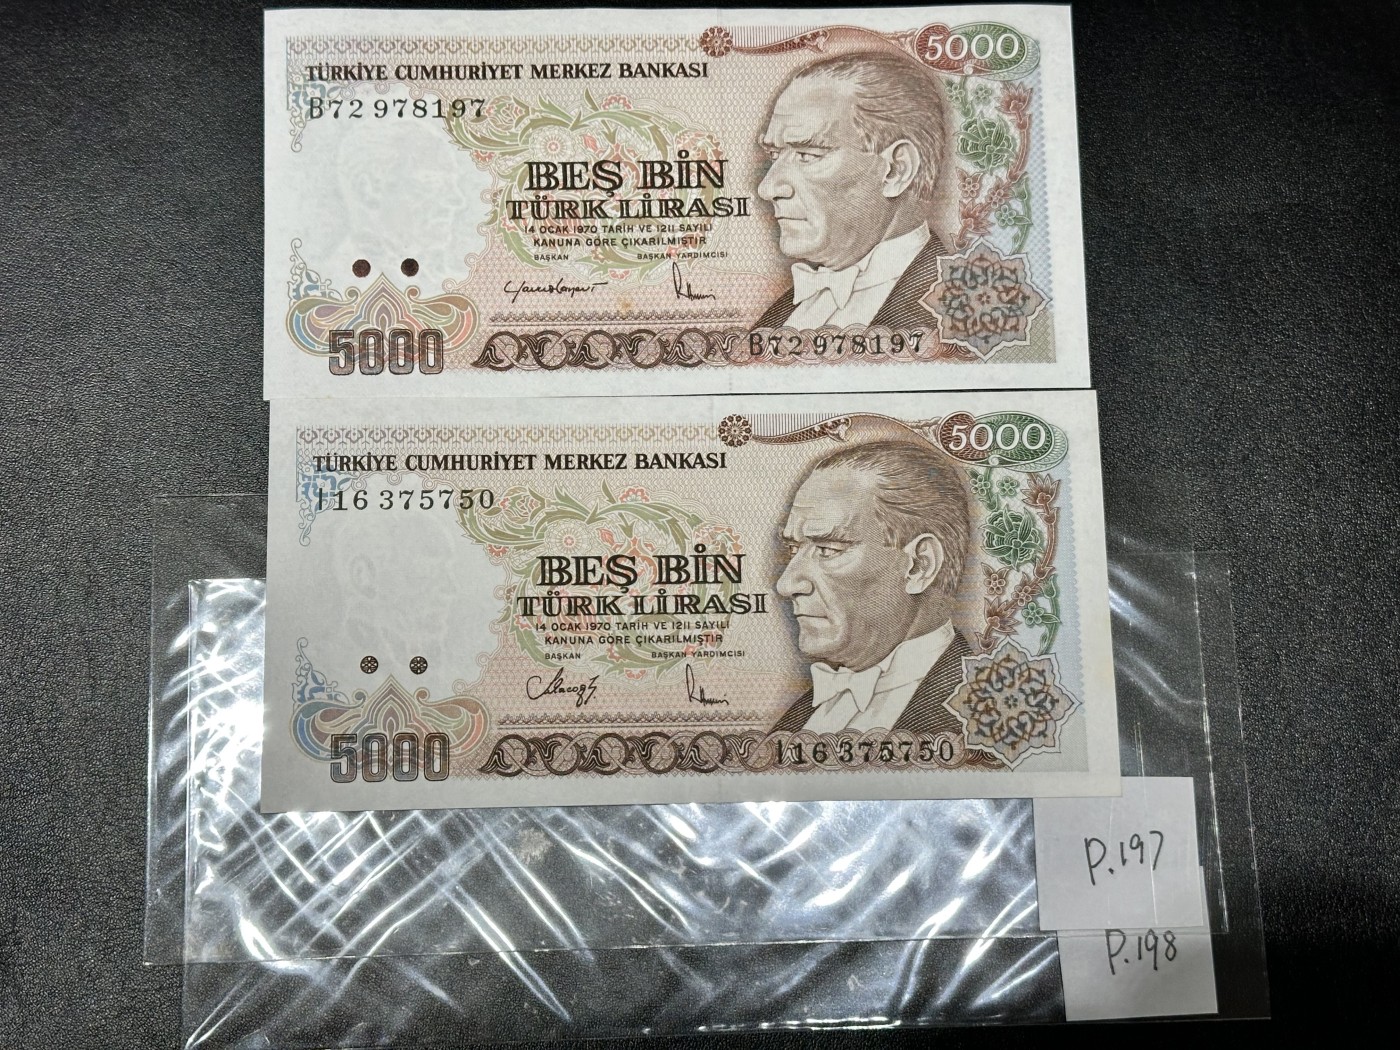 5000
TÜRKİYE CUMHURİYET MERKEZ BANKASI
B72 978197
BEŞ BİN
TÜRK LİRASI
14 OCAK 1970 TARİH VE 1211 SAYILI
KANUNA GÖRE ÇIKARILMIŞTIR
BAŞKAN BAŞKAN YARDIMCISI
5000
B72 978197
5000
TÜRKİYE CUMHURİYET MERKEZ BANKASI
I16 375750
BEŞ BİN
TÜRK LİRASI
14 OCAK 1970 TARİH VE 1211 SAYILI
KANUNA GÖRE ÇIKARILMIŞTIR
BAŞKAN BAŞKAN YARDIMCISI
5000
I16 375750
P.197
P.198